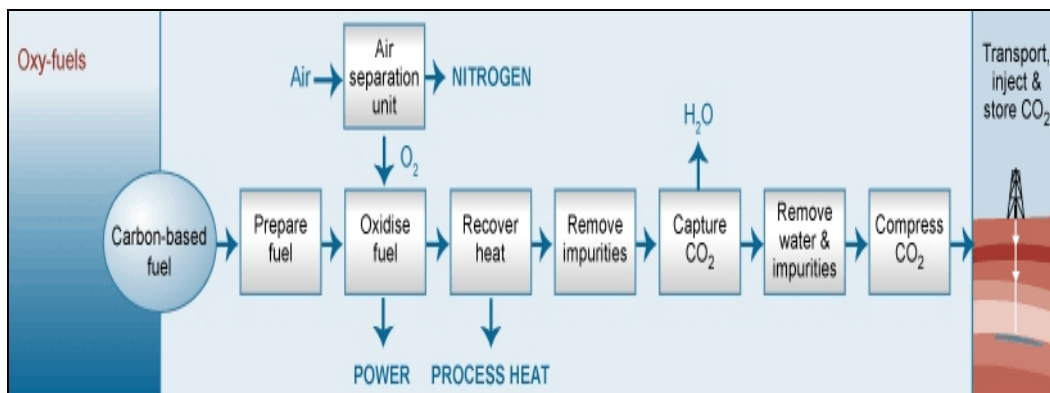 Oxy-fuels
Air
Air
separation
unit
NITROGEN
O₂
H₂O
Transport,
inject &
store CO₂
Carbon-based
fuel
Prepare
fuel
Oxidise
fuel
Recover
heat
Remove
impurities
Capture
CO₂
Remove
water &
impurities
Compress
CO₂
POWER
PROCESS HEAT